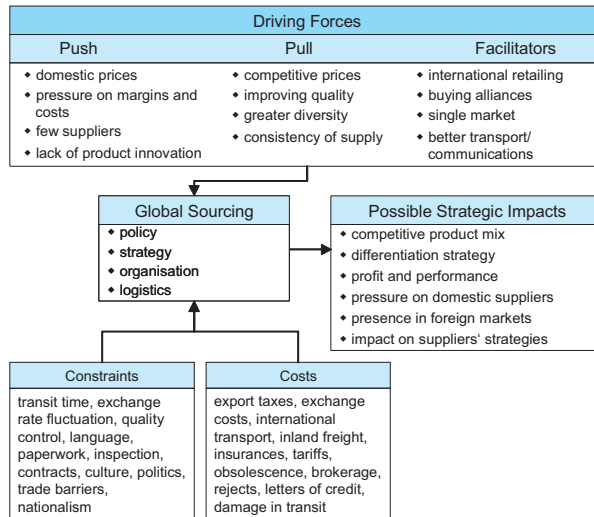 Driving Forces
Push
◆ domestic prices
◆ pressure on margins and
costs
◆ few suppliers
◆ lack of product innovation
Pull
◆ competitive prices
◆ improving quality
◆ greater diversity
◆ consistency of supply
Facilitators
◆ international retailing
◆ buying alliances
◆ single market
◆ better transport/
communications
Global Sourcing
◆ policy
◆ strategy
◆ organisation
◆ logistics
Possible Strategic Impacts
◆ competitive product mix
◆ differentiation strategy
◆ profit and performance
◆ pressure on domestic suppliers
◆ presence in foreign markets
◆ impact on suppliers‘ strategies
Constraints
transit time, exchange
rate fluctuation, quality
control, language,
paperwork, inspection,
contracts, culture, politics,
trade barriers,
nationalism
Costs
export taxes, exchange
costs, international
transport, inland freight,
insurances, tariffs,
obsolescence, brokerage,
rejects, letters of credit,
damage in transit